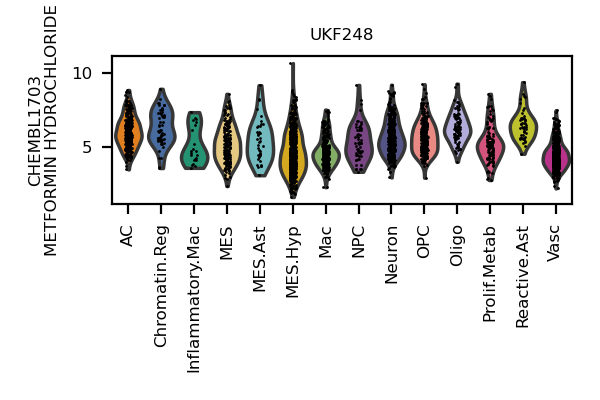 UKF248
CHEMBL1703
METFORMIN HYDROCHLORIDE
10
5
AC
Chromatin.Reg
Inflammatory.Mac
MES
MES.Ast
MES.Hyp
Mac
NPC
Neuron
OPC
Oligo
Prolif.Metab
Reactive.Ast
Vasc